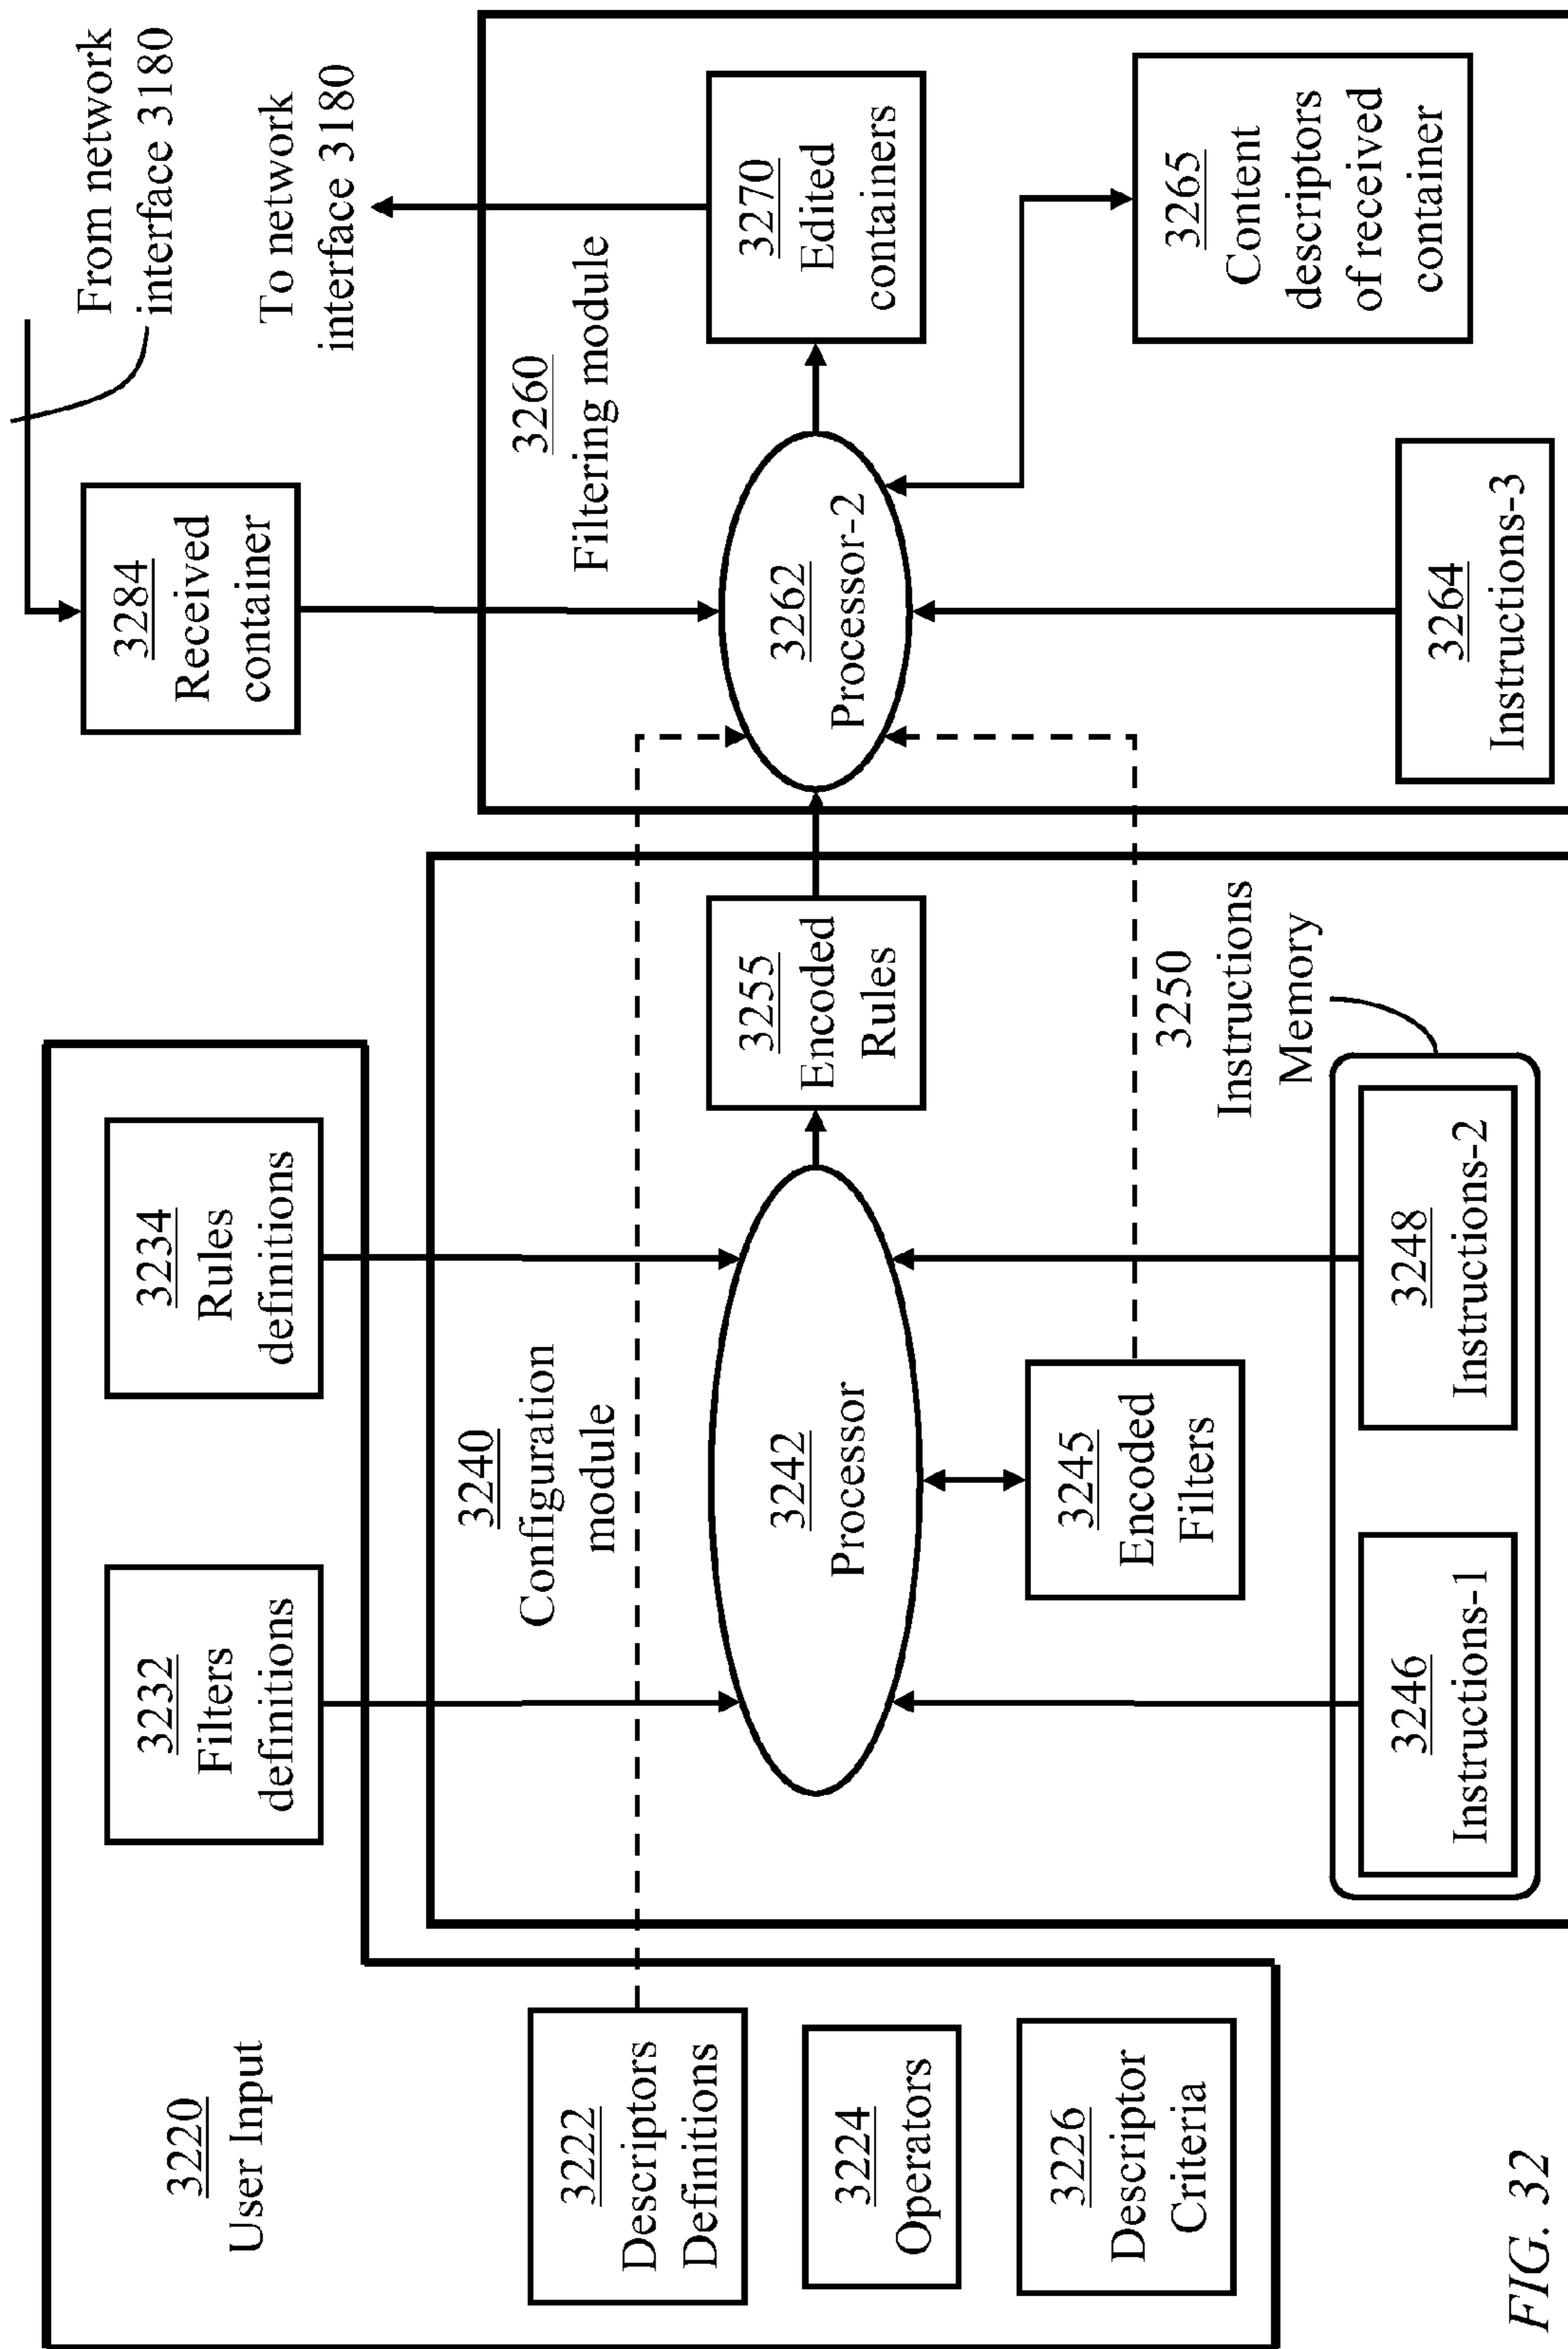 3220
User Input
3222
Descriptors
Definitions
3224
Operators
3226
Descriptor
Criteria
3232
Filters
definitions
3234
Rules
definitions
3240
Configuration
module
3242
Processor
3245
Encoded
Filters
3246
Instructions-1
3248
Instructions-2
3250
Instructions
Memory
3255
Encoded
Rules
From network
interface 3180
To network
interface 3180
3284
Received
container
3260
Filtering module
3262
Processor-2
3270
Edited
containers
3265
Content
descriptors
of received
container
3264
Instructions-3
FIG. 32